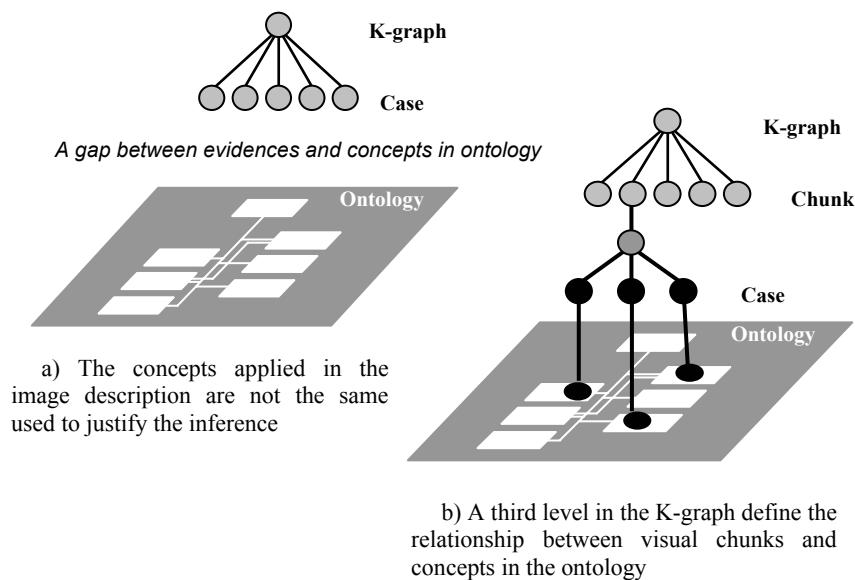 K-graph
Case
A gap between evidences and concepts in ontology
Ontology
a) The concepts applied in the
image description are not the same
used to justify the inference
K-graph
Chunk
Case
Ontology
b) A third level in the K-graph define the
relationship between visual chunks and
concepts in the ontology